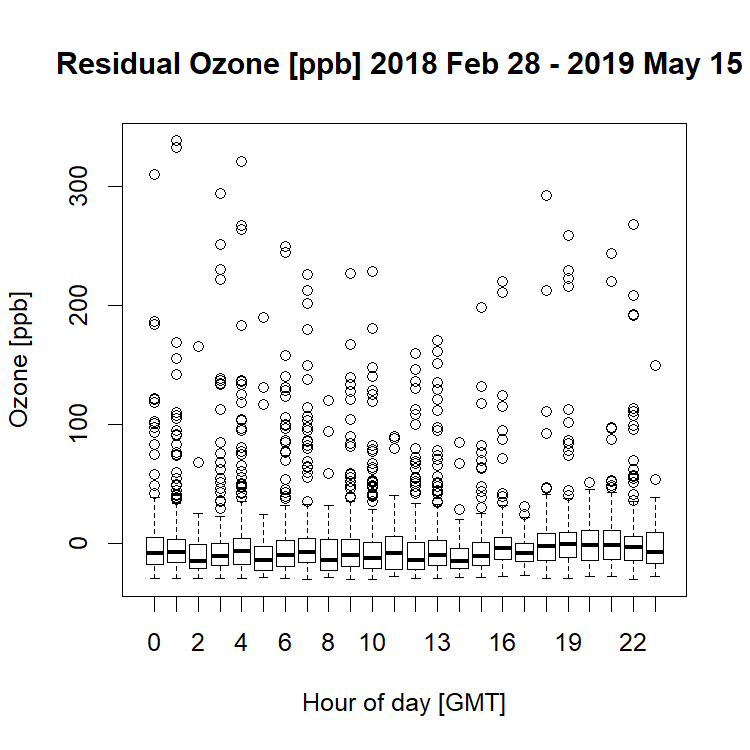 Residual Ozone [ppb] 2018 Feb 28 - 2019 May 15
300
200
100
0
Ozone [ppb]
0 2 4 6 8 10 13 16 19 22
Hour of day [GMT]